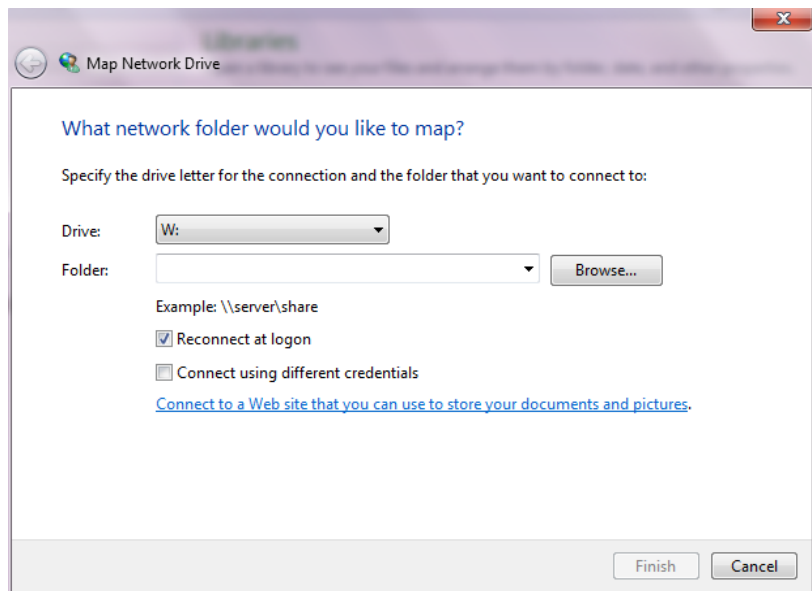 Libraries
Map Network Drive
What network folder would you like to map?
Specify the drive letter for the connection and the folder that you want to connect to:
Drive: W:
Folder: Browse...
Example: \\server\share
Reconnect at logon
Connect using different credentials
Connect to a Web site that you can use to store your documents and pictures.
Finish Cancel